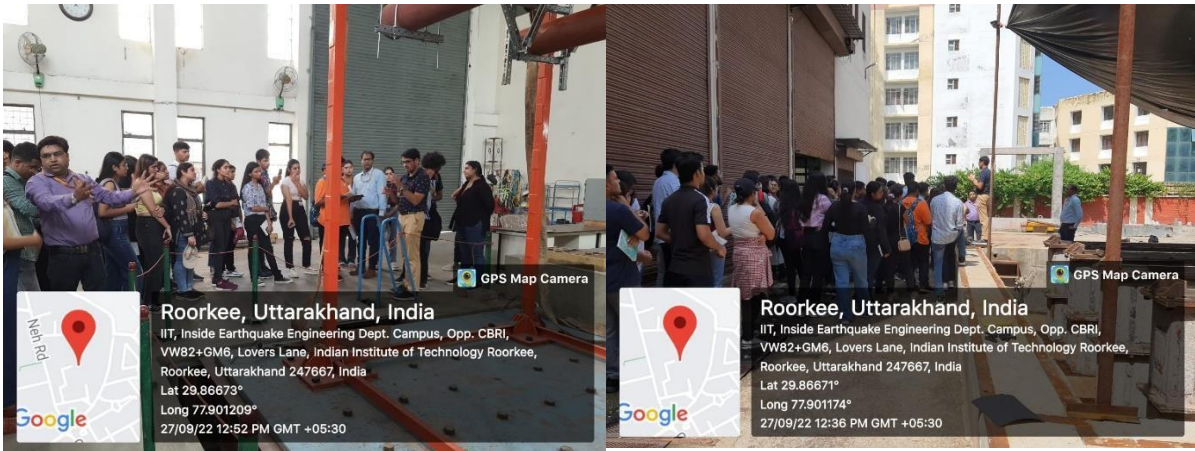 GPS Map Camera
Roorkee, Uttarakhand, India
IIT, Inside Earthquake Engineering Dept. Campus, Opp. CBRI,
VW82+GM6, Lovers Lane, Indian Institute of Technology Roorkee,
Roorkee, Uttarakhand 247667, India
Lat 29.86673°
Long 77.901209°
27/09/22 12:52 PM GMT +05:30
Neh Rd
Google
GPS Map Camera
Roorkee, Uttarakhand, India
IIT, Inside Earthquake Engineering Dept. Campus, Opp. CBRI,
VW82+GM6, Lovers Lane, Indian Institute of Technology Roorkee,
Roorkee, Uttarakhand 247667, India
Lat 29.86671°
Long 77.901174°
27/09/22 12:36 PM GMT +05:30
Google